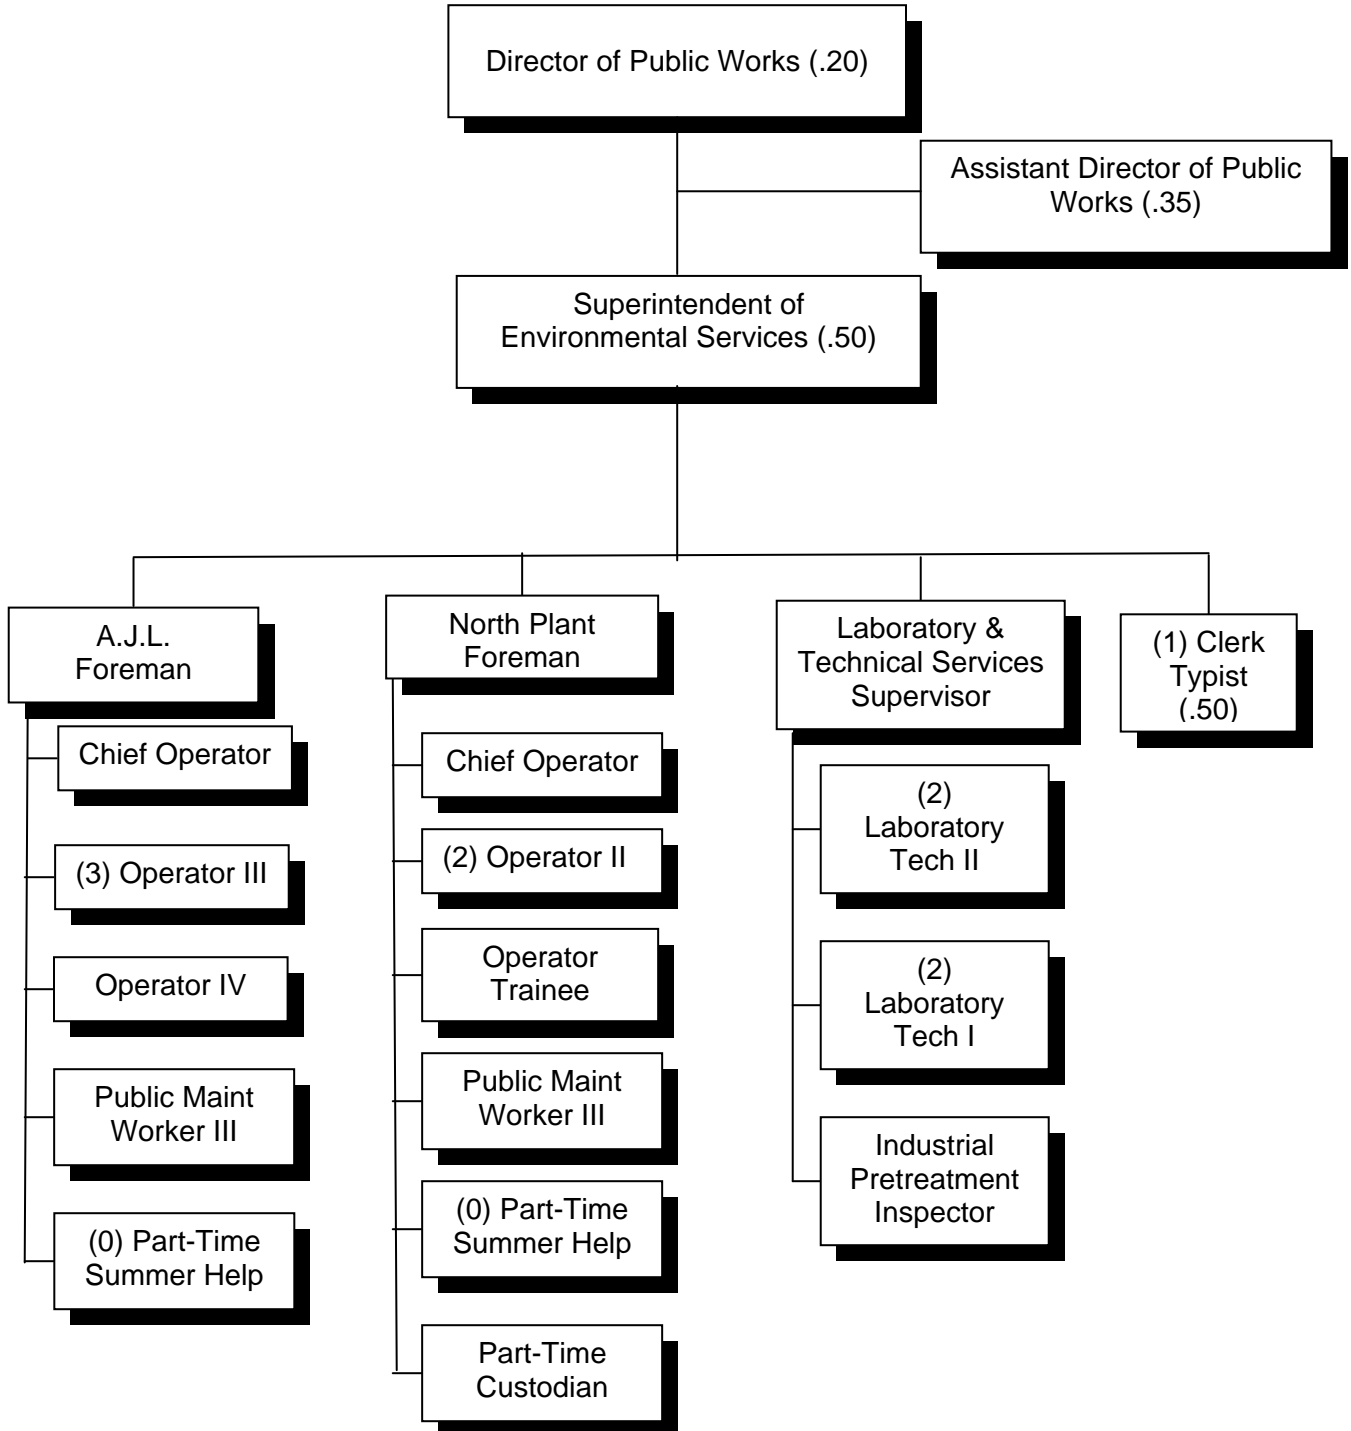 Director of Public Works (.20)
Assistant Director of Public
Works (.35)
Superintendent of
Environmental Services (.50)
A.J.L.
Foreman
Chief Operator
(3) Operator III
Operator IV
Public Maint
Worker III
(0) Part-Time
Summer Help
North Plant
Foreman
Chief Operator
(2) Operator II
Operator
Trainee
Public Maint
Worker III
(0) Part-Time
Summer Help
Part-Time
Custodian
Laboratory &
Technical Services
Supervisor
(2)
Laboratory
Tech II
(2)
Laboratory
Tech I
Industrial
Pretreatment
Inspector
(1) Clerk
Typist
(.50)